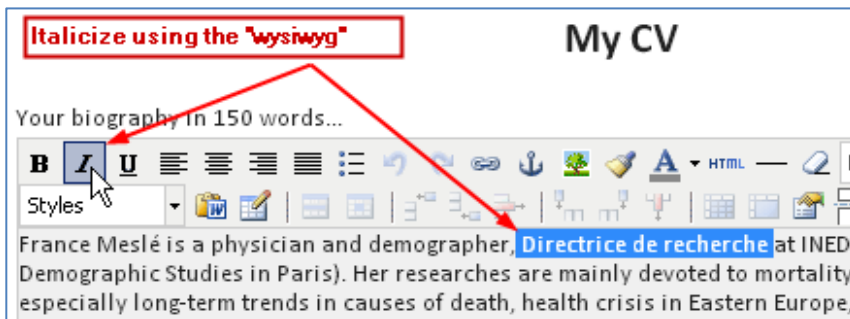 Italicize using the "wysiwyg"
My CV
Your biography in 150 words...
B I U HTML
Styles
France Meslé is a physician and demographer, Directrice de recherche at INED
Demographic Studies in Paris). Her researches are mainly devoted to mortality
especially long-term trends in causes of death, health crisis in Eastern Europe,